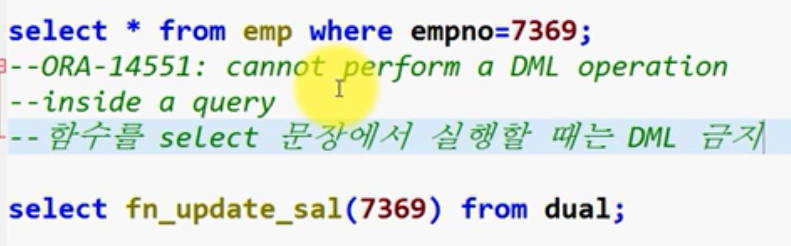 select * from emp where empno=7369;
--ORA-14551: cannot perform a DML operation
--inside a query
--함수를 select 문장에서 실행할 때는 DML 금지

select fn_update_sal(7369) from dual;